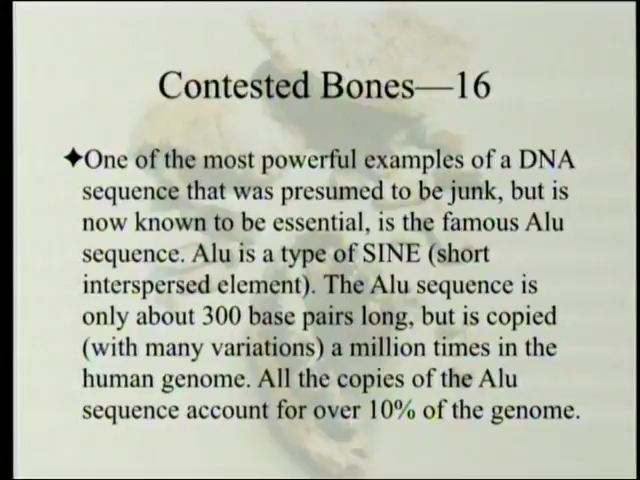 Contested Bones—16
✦One of the most powerful examples of a DNA
sequence that was presumed to be junk, but is
now known to be essential, is the famous Alu
sequence. Alu is a type of SINE (short
interspersed element). The Alu sequence is
only about 300 base pairs long, but is copied
(with many variations) a million times in the
human genome. All the copies of the Alu
sequence account for over 10% of the genome.